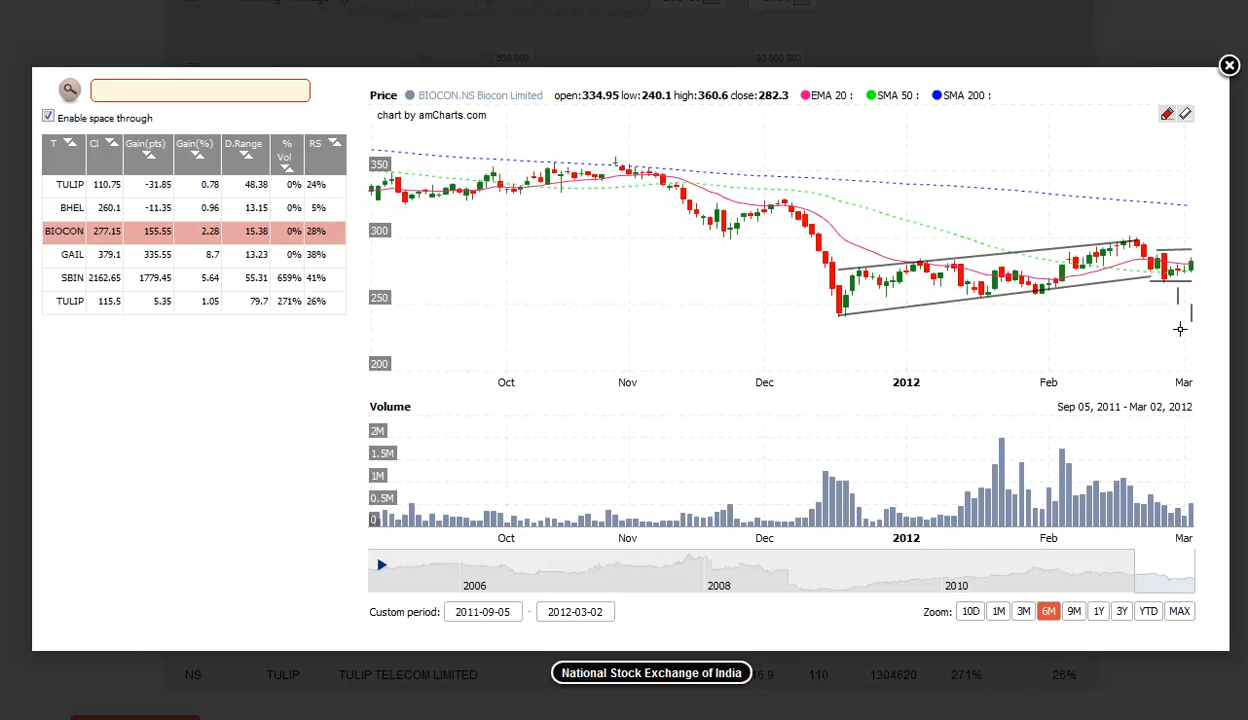 Price BIOCON.NS Biocon Limited open:334.95 low:240.1 high:360.6 close:282.3 EMA 20 : SMA 50 : SMA 200 :
chart by amCharts.com
Enable space through
T Cl Gain(pts) Gain(%) D.Range % Vol RS
TULIP 110.75 -31.85 0.78 48.38 0% 24%
BHEL 260.1 -11.35 0.96 13.15 0% 5%
BIOCON 277.15 155.55 2.28 15.38 0% 28%
GAIL 379.1 335.55 8.7 13.23 0% 38%
SBIN 2162.65 1779.45 5.64 55.31 659% 41%
TULIP 115.5 5.35 1.05 79.7 271% 26%
350
300
250
200
Oct Nov Dec 2012 Feb Mar
Volume Sep 05, 2011 - Mar 02, 2012
2M
1.5M
1M
0.5M
0
Oct Nov Dec 2012 Feb Mar
2006 2008 2010
Custom period: 2011-09-05 - 2012-03-02 Zoom: 10D 1M 3M 6M 9M 1Y 3Y YTD MAX
National Stock Exchange of India
NS TULIP TULIP TELECOM LIMITED 6.9 110 1304620 271% 26%